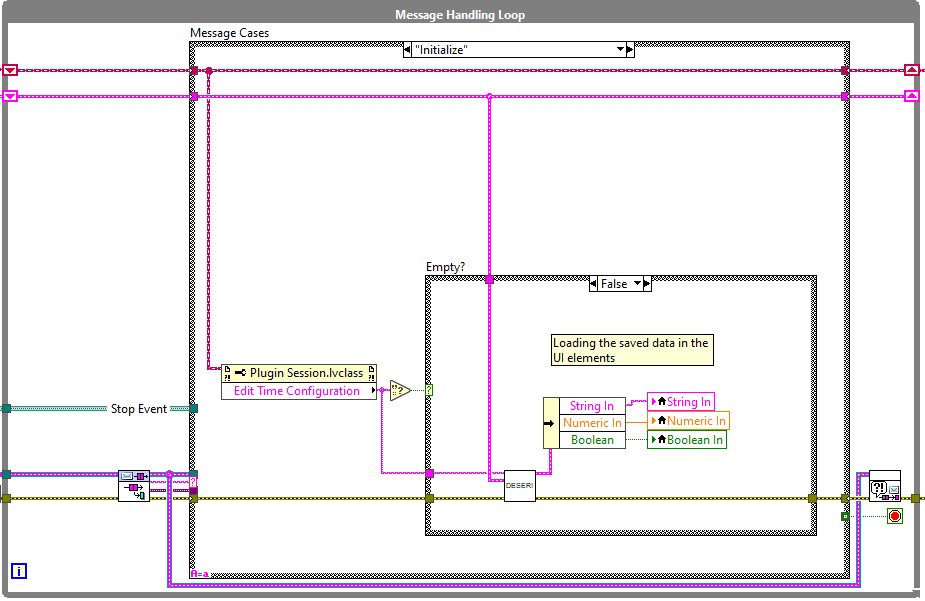 Message Handling Loop
Message Cases
"Initialize"
Empty?
False
Loading the saved data in the
UI elements
Plugin Session.lvclass
Edit Time Configuration
?
"?
String In
String In
Numeric In
Numeric In
Boolean
Boolean In
Stop Event
?
DESERI
?!
i
A=a